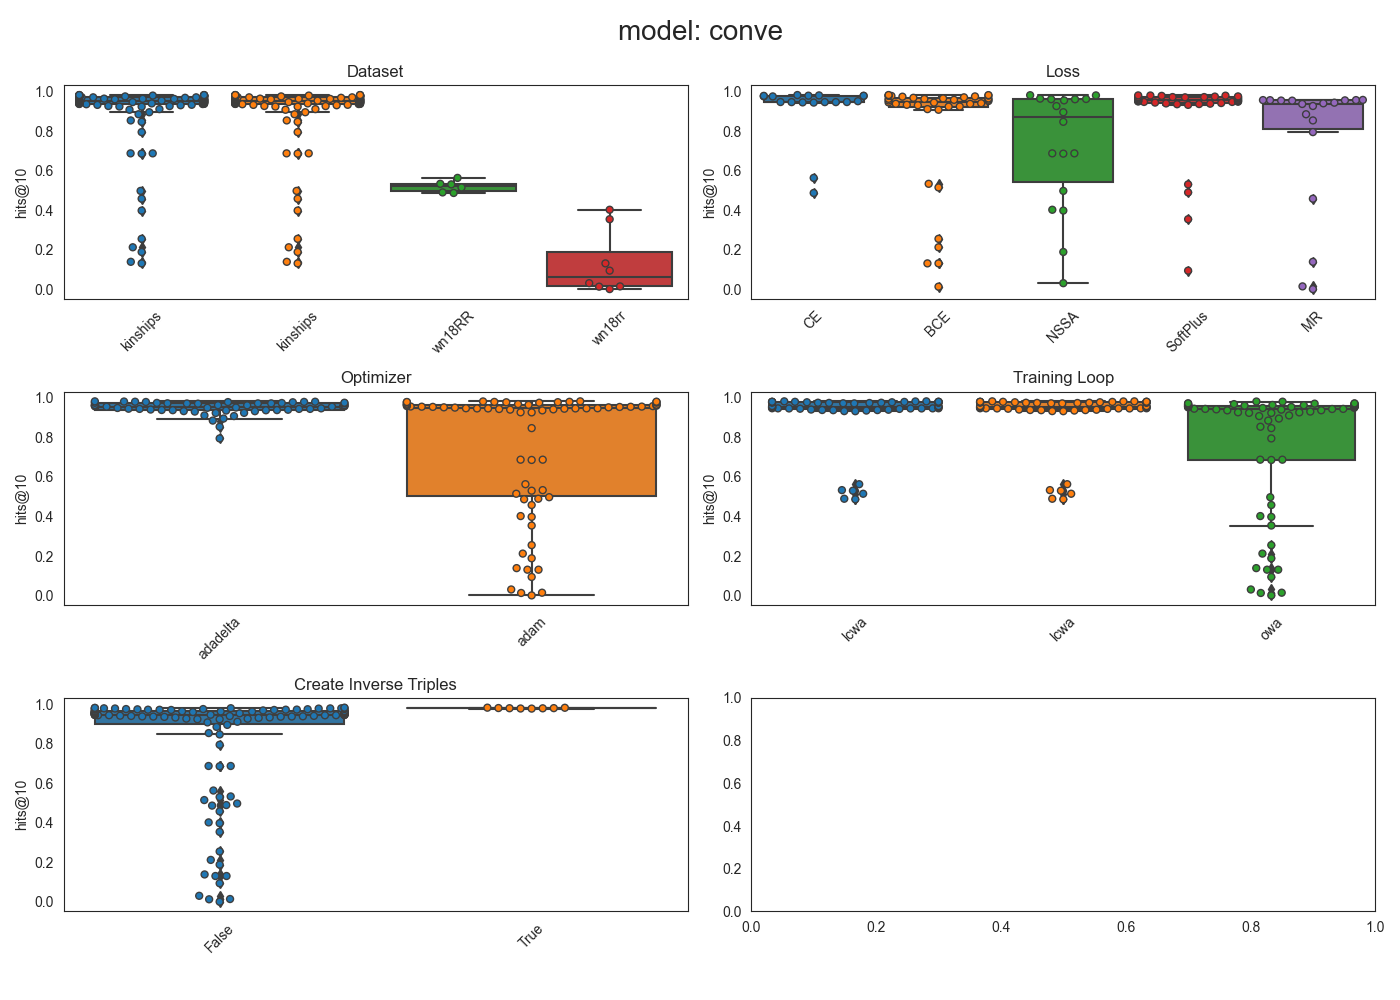 model: conve
Dataset
hits@10
1.0
0.8
0.6
0.4
0.2
0.0
kinships
kinships
wn18RR
wn18rr
Loss
hits@10
1.0
0.8
0.6
0.4
0.2
0.0
CE
BCE
NSSA
SoftPlus
MR
Optimizer
hits@10
1.0
0.8
0.6
0.4
0.2
0.0
adadelta
adam
Training Loop
hits@10
1.0
0.8
0.6
0.4
0.2
0.0
lcwa
lcwa
owa
Create Inverse Triples
hits@10
1.0
0.8
0.6
0.4
0.2
0.0
False
True
1.0
0.8
0.6
0.4
0.2
0.0
0.0 0.2 0.4 0.6 0.8 1.0